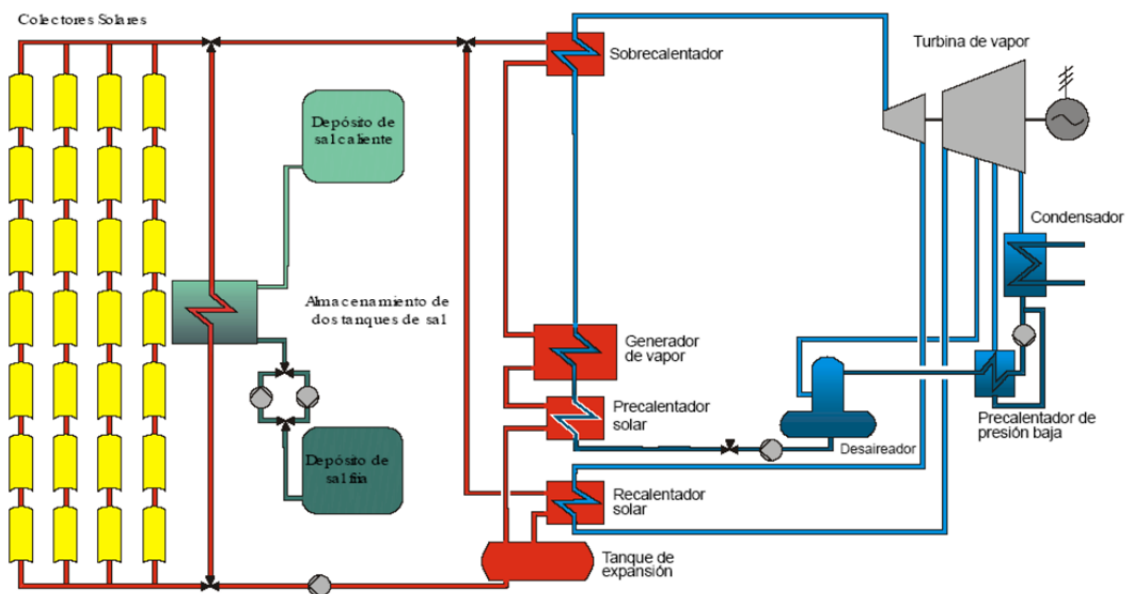 Colectores Solares
Depósito de
sal caliente
Almacenamiento de
dos tanques de sal
Depósito de
sal fría
Sobrecalentador
Generador
de vapor
Precalentador
solar
Recalentador
solar
Tanque de
expansión
Turbina de vapor
Condensador
Precalentador de
presión baja
Desaireador